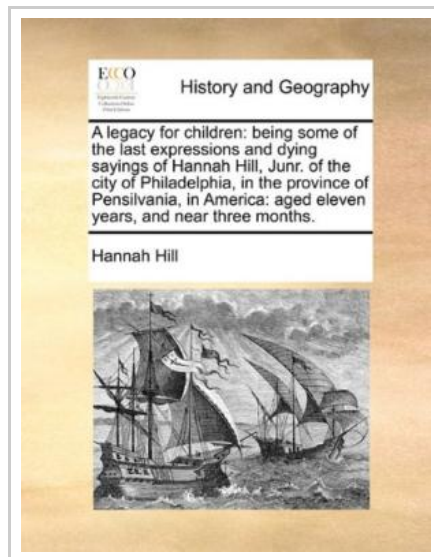 ECCO
History and Geography
A legacy for children: being some of
the last expressions and dying
sayings of Hannah Hill, Junr. of the
city of Philadelphia, in the province of
Pensilvania, in America: aged eleven
years, and near three months.
Hannah Hill